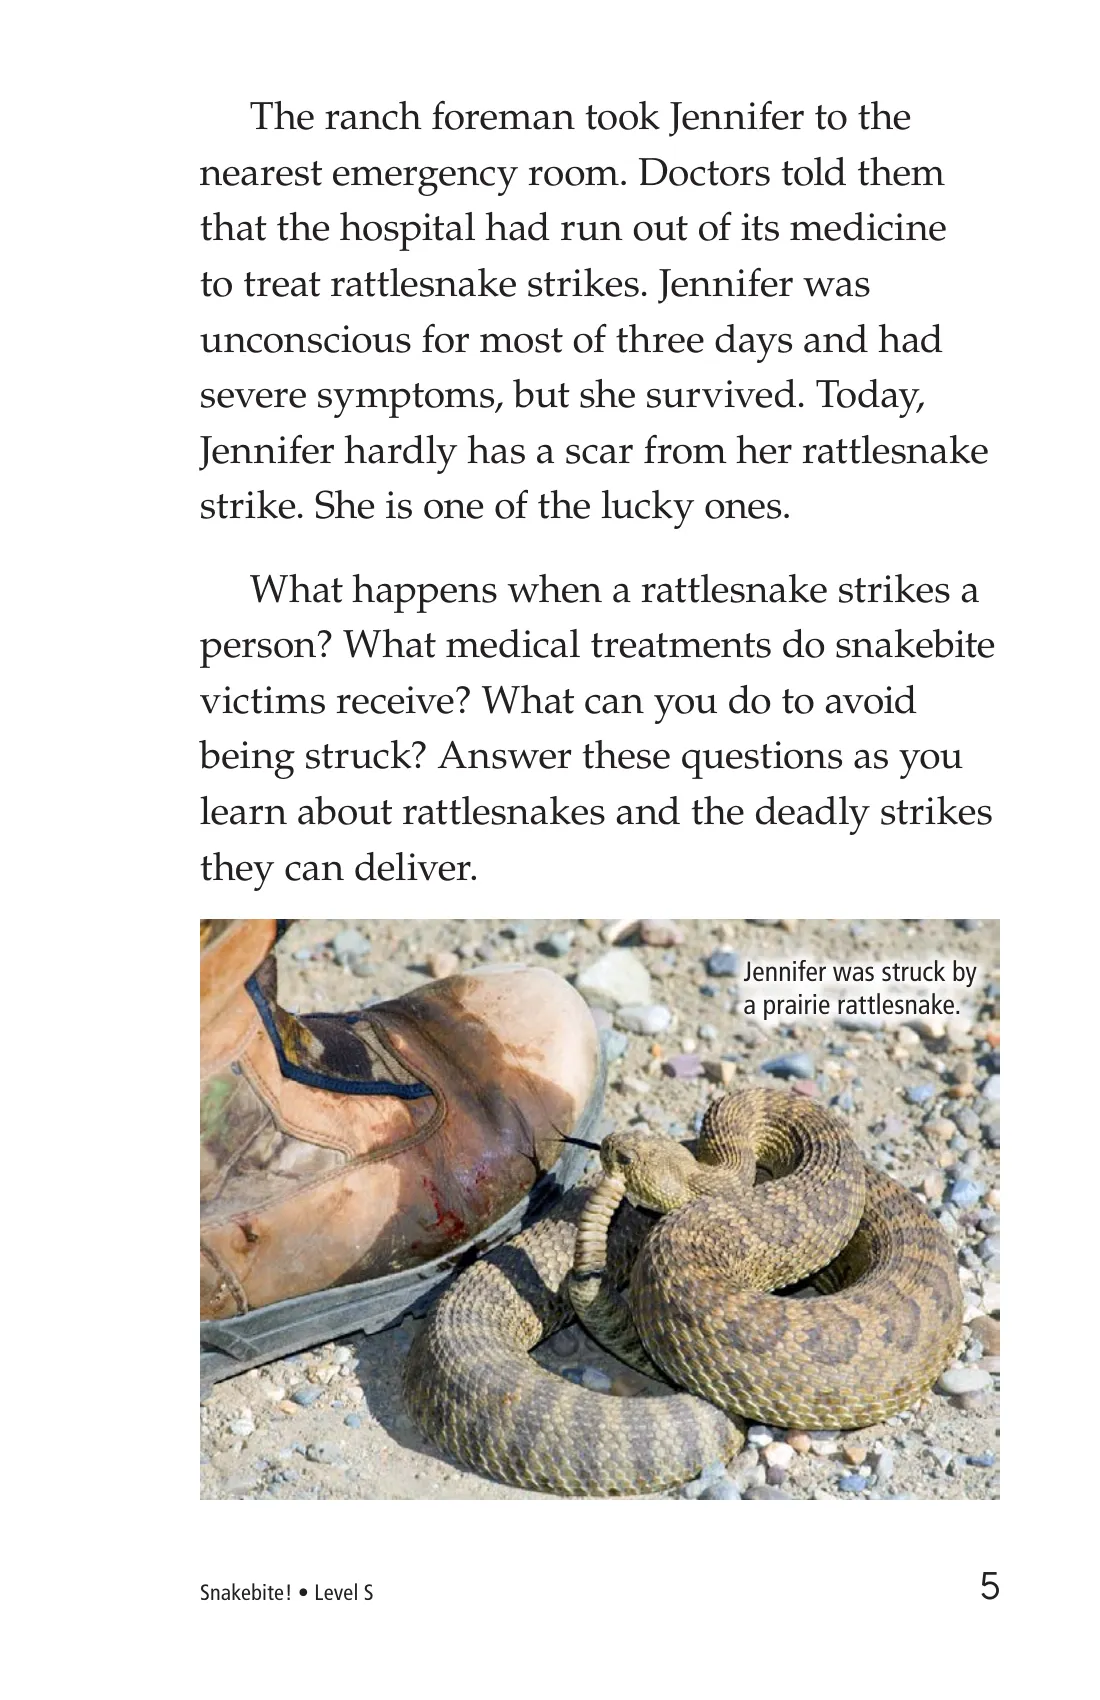 The ranch foreman took Jennifer to the
nearest emergency room. Doctors told them
that the hospital had run out of its medicine
to treat rattlesnake strikes. Jennifer was
unconscious for most of three days and had
severe symptoms, but she survived. Today,
Jennifer hardly has a scar from her rattlesnake
strike. She is one of the lucky ones.
What happens when a rattlesnake strikes a
person? What medical treatments do snakebite
victims receive? What can you do to avoid
being struck? Answer these questions as you
learn about rattlesnakes and the deadly strikes
they can deliver.
Jennifer was struck by
a prairie rattlesnake.
Snakebite! • Level S
5